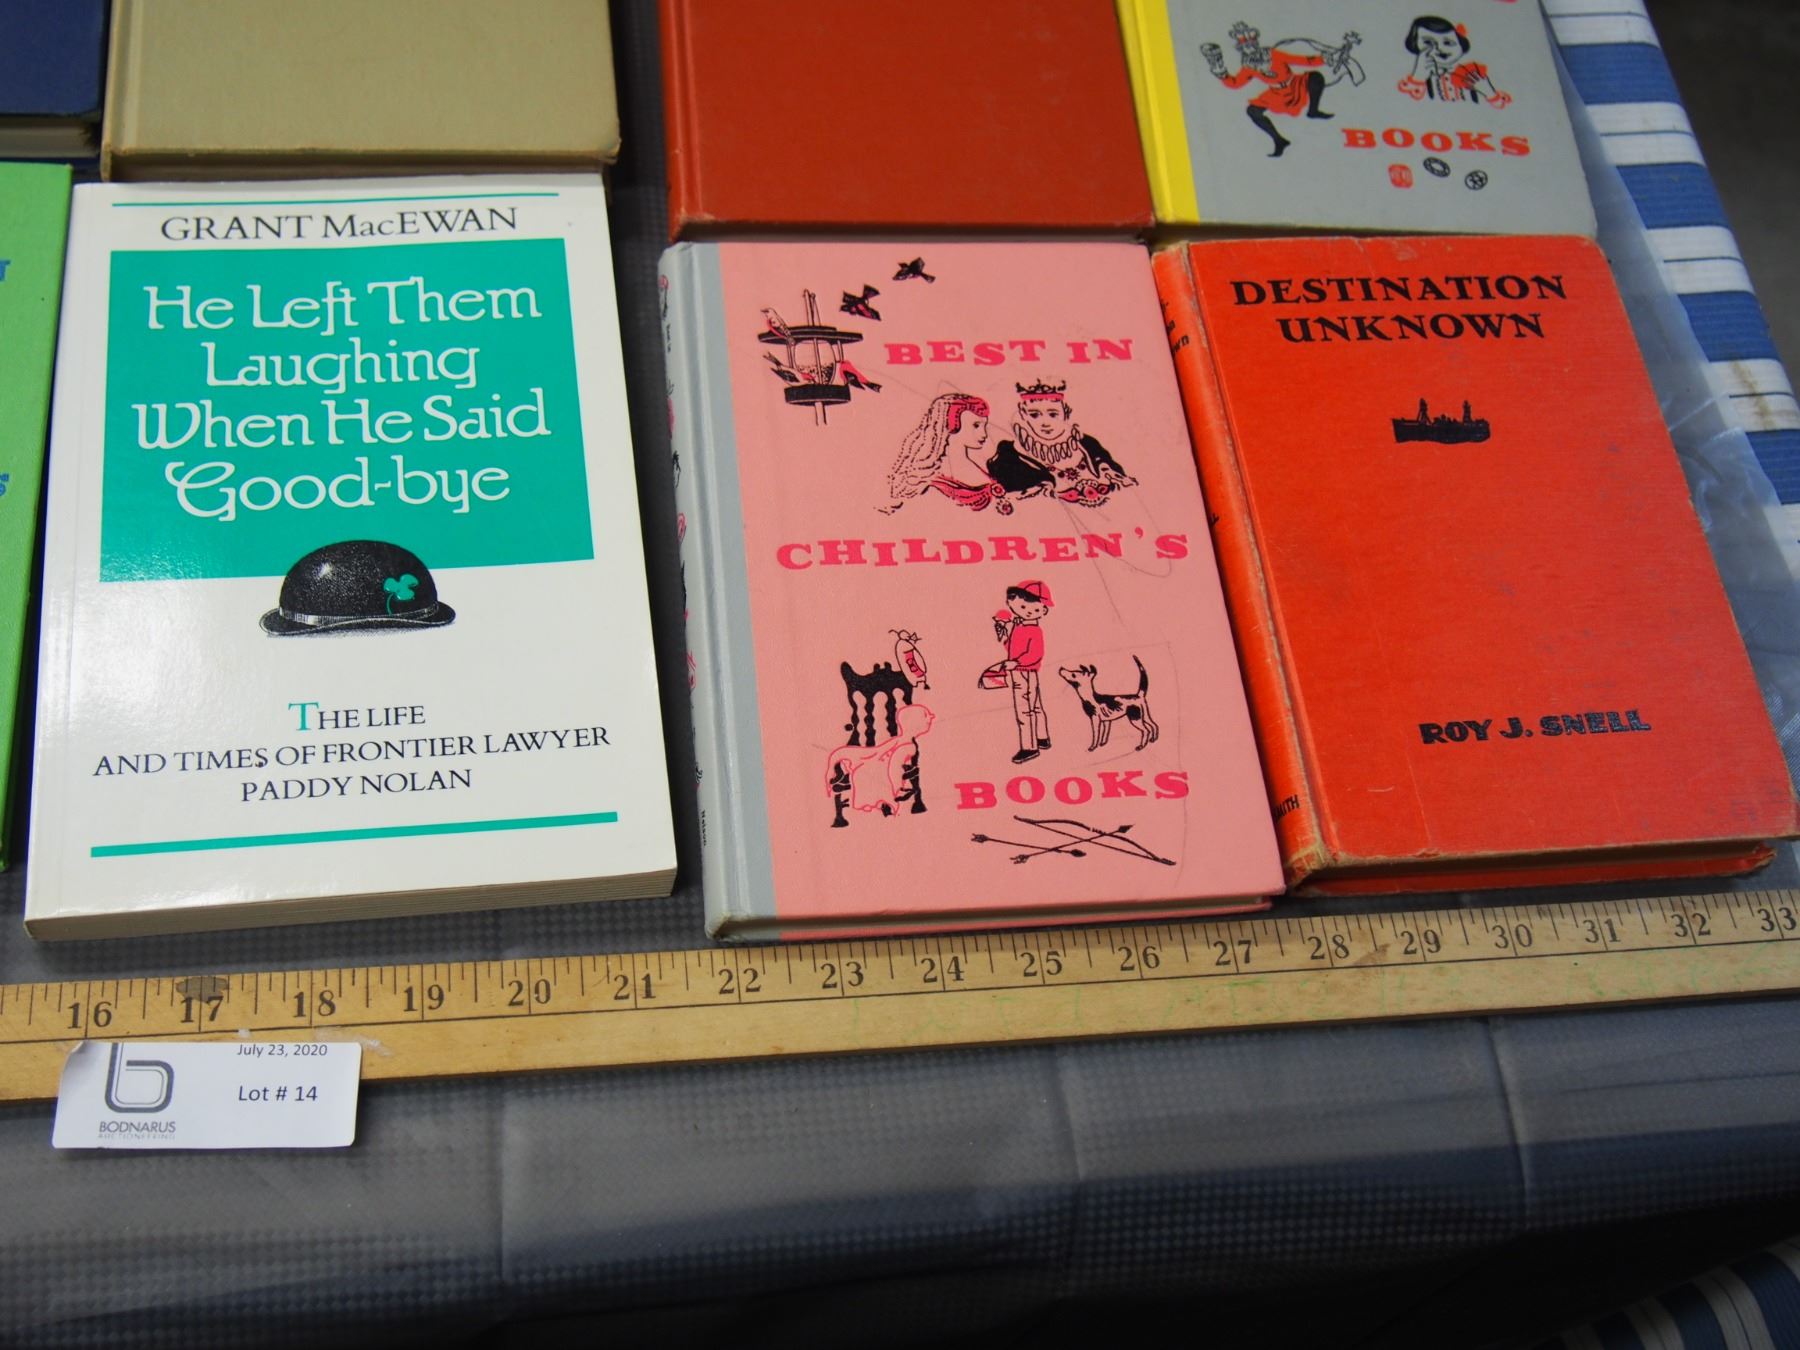 BOOKS
GRANT MacEWAN
He Left Them
Laughing
When He Said
Good-bye
THE LIFE
AND TIMES OF FRONTIER LAWYER
PADDY NOLAN
BEST IN
CHILDREN'S
BOOKS
DESTINATION
UNKNOWN
ROY J. SNELL
16 17 18 19 20 21 22 23 24 25 26 27 28 29 30 31 32 33
July 23, 2020
Lot # 14
b
BODNARUS
AUCTIONEERING